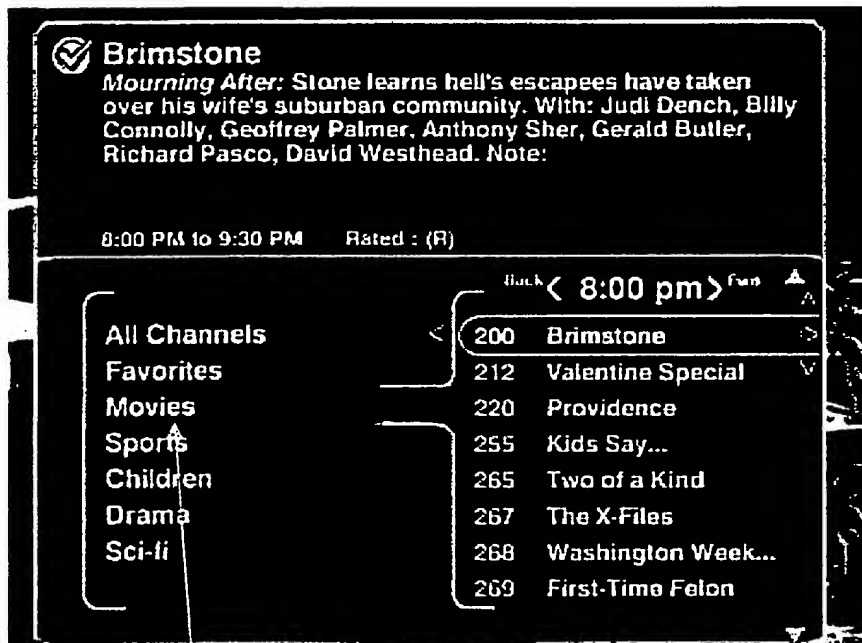 Brimstone
Mourning After: Stone learns hell's escapees have taken
over his wife's suburban community. With: Judi Dench, Billy
Connolly, Geoffrey Palmer, Anthony Sher, Gerald Butler,
Richard Pasco, David Westhead. Note:
8:00 PM to 9:30 PM Rated : (R)
Back < 8:00 pm >
All Channels
Favorites
Movies
Sports
Children
Drama
Sci-fi
< 200 Brimstone >
212 Valentine Special
220 Providence
255 Kids Say...
265 Two of a Kind
267 The X-Files
268 Washington Week...
269 First-Time Felon